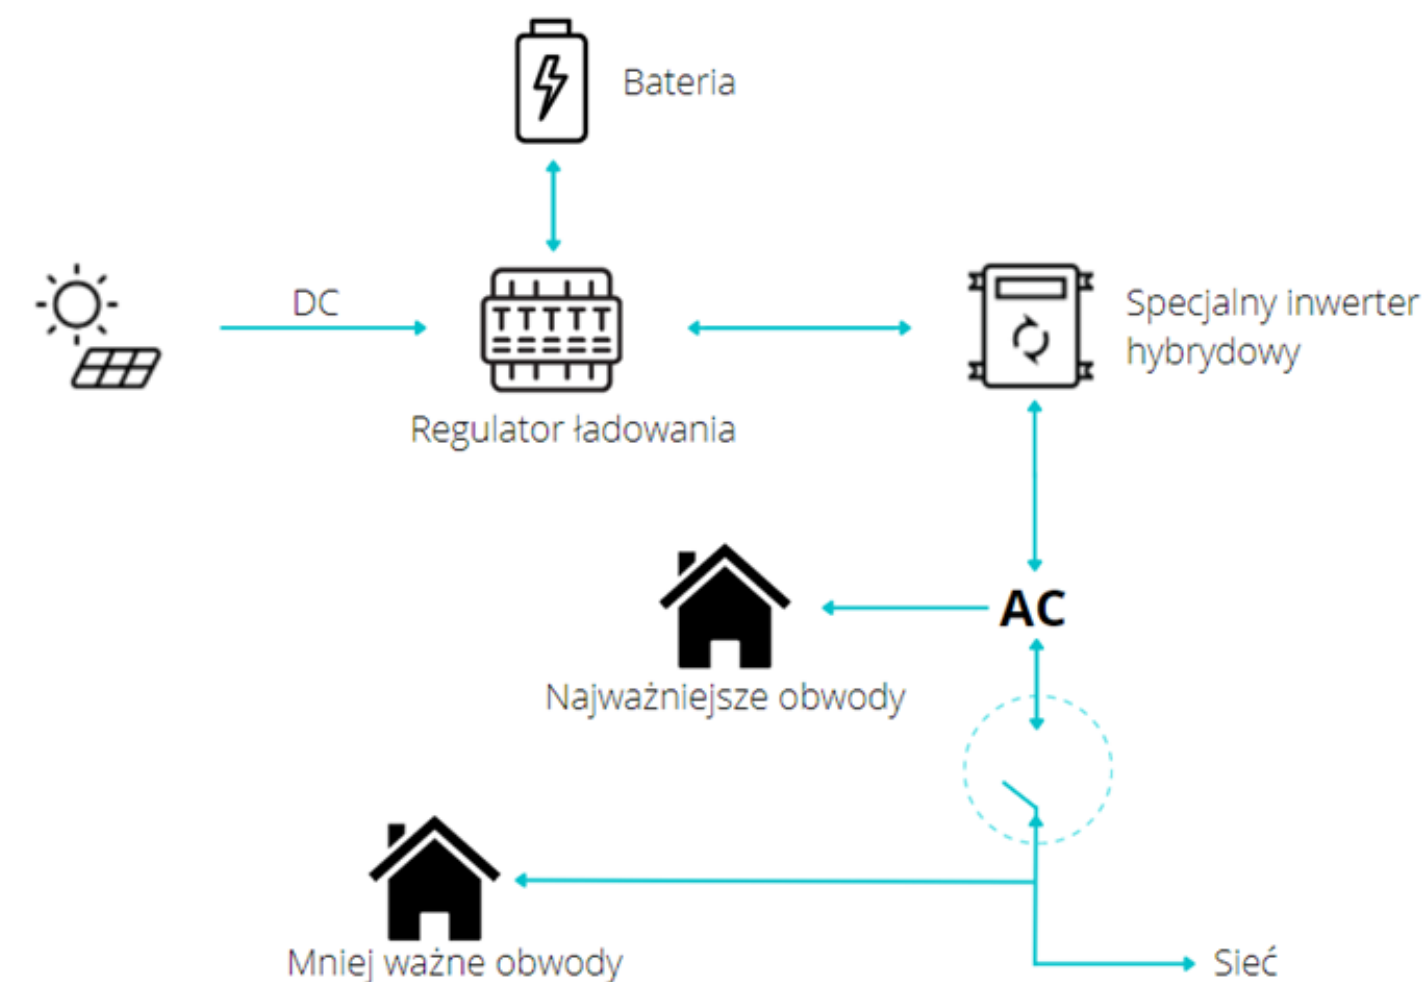 Bateria
DC
Specjalny inwerter
hybrydowy
Regulator ładowania
AC
Najważniejsze obwody
Mniej ważne obwody
Sieć